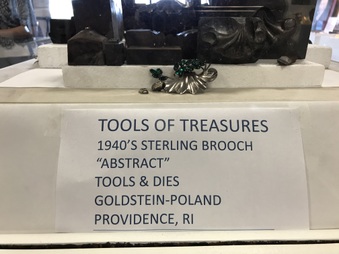 TOOLS OF TREASURES
1940'S STERLING BROOCH
“ABSTRACT”
TOOLS & DIES
GOLDSTEIN-POLAND
PROVIDENCE, RI